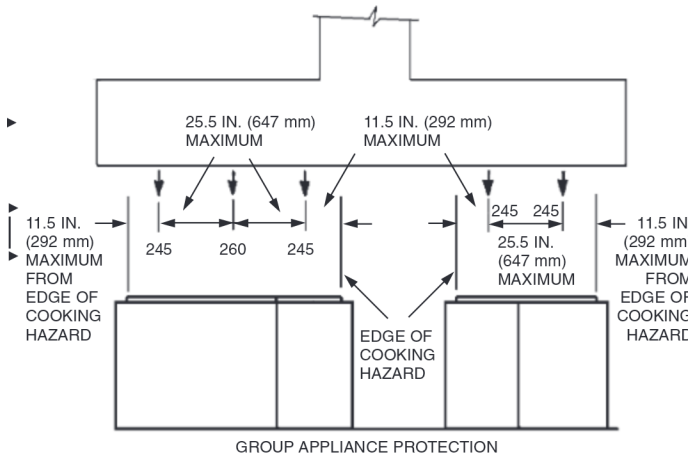 25.5 IN. (647 mm)
MAXIMUM
11.5 IN. (292 mm)
MAXIMUM
11.5 IN.
(292 mm)
MAXIMUM
FROM
EDGE OF
COOKING
HAZARD
245
260
245
245
245
25.5 IN.
(647 mm)
MAXIMUM
11.5 IN.
(292 mm
MAXIMUM
FROM
EDGE OF
COOKING
HAZARD
EDGE OF
COOKING
HAZARD
GROUP APPLIANCE PROTECTION